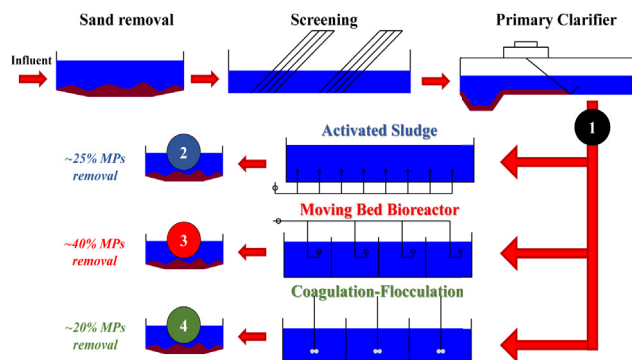 Sand removal
Screening
Primary Clarifier
Influent
1
Activated Sludge
2
~25% MPs
removal
Moving Bed Bioreactor
3
~40% MPs
removal
Coagulation-Flocculation
4
~20% MPs
removal